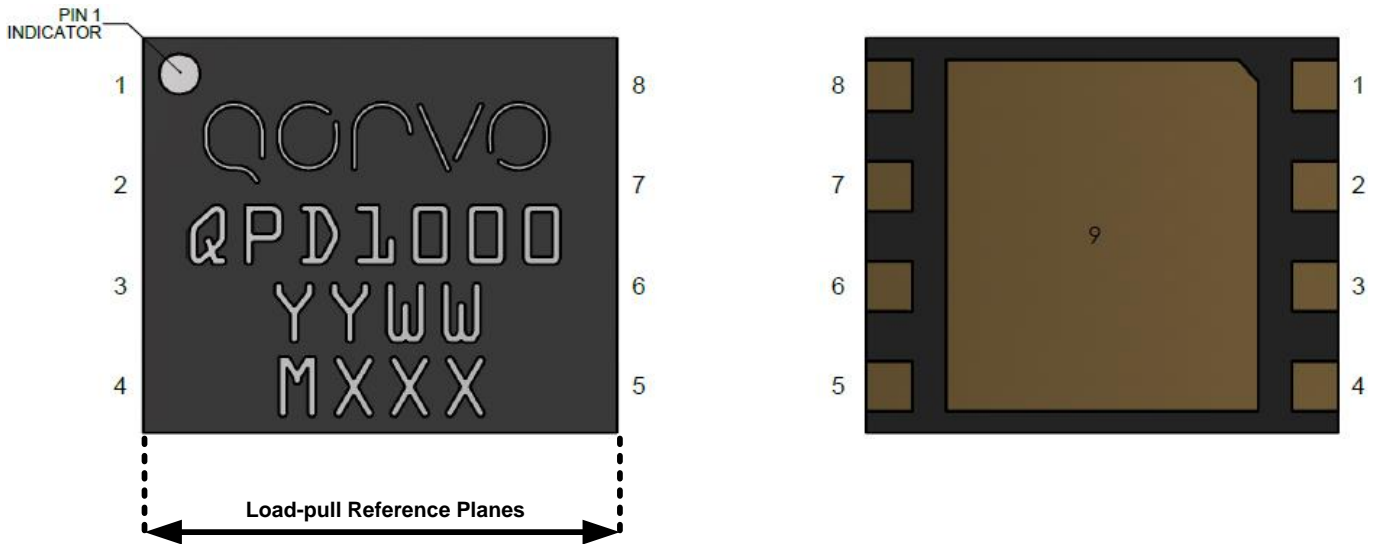 PIN 1
INDICATOR
1 8
qorvo
2 7
QPD1000
3 6
YYWW
4 5
MXXX
Load-pull Reference Planes
8 1
7 2
9
6 3
5 4